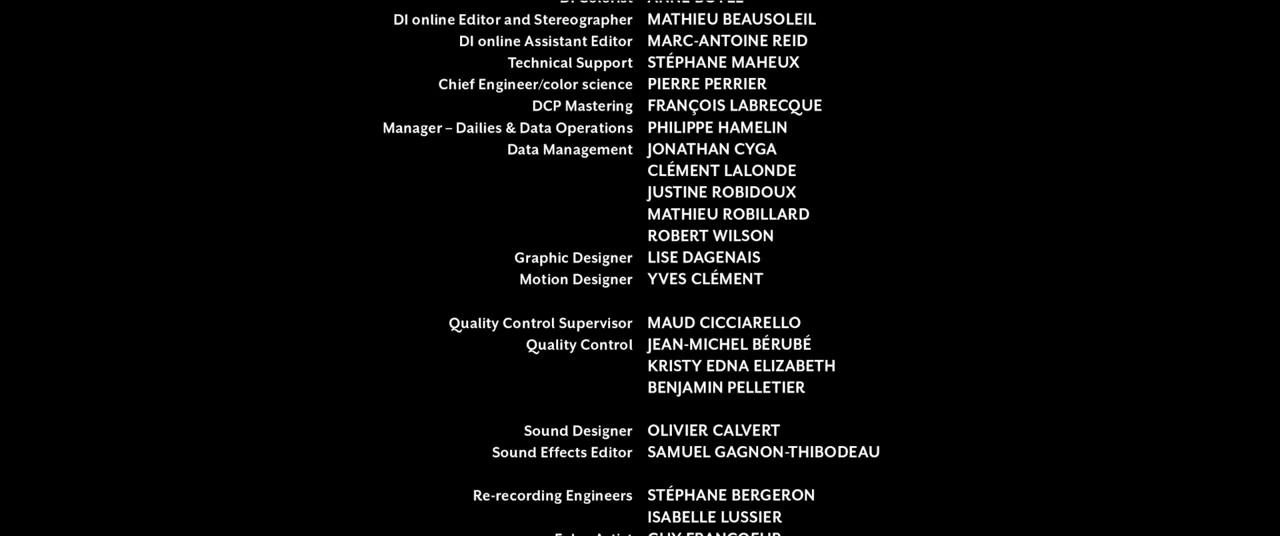 DI online Editor and Stereographer MATHIEU BEAUSOLEIL
DI online Assistant Editor MARC-ANTOINE REID
Technical Support STÉPHANE MAHEUX
Chief Engineer/color science PIERRE PERRIER
DCP Mastering FRANÇOIS LABRECQUE
Manager – Dailies & Data Operations PHILIPPE HAMELIN
Data Management JONATHAN CYGA
CLÉMENT LALONDE
JUSTINE ROBIDOUX
MATHIEU ROBILLARD
ROBERT WILSON
Graphic Designer LISE DAGENAIS
Motion Designer YVES CLÉMENT
Quality Control Supervisor MAUD CICCIARELLO
Quality Control JEAN-MICHEL BÉRUBÉ
KRISTY EDNA ELIZABETH
BENJAMIN PELLETIER
Sound Designer OLIVIER CALVERT
Sound Effects Editor SAMUEL GAGNON-THIBODEAU
Re-recording Engineers STÉPHANE BERGERON
ISABELLE LUSSIER